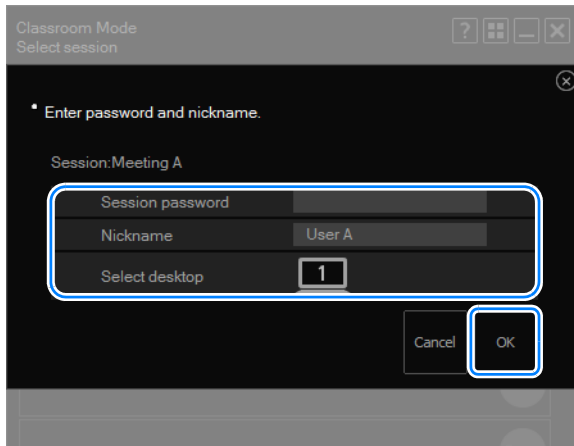 Classroom Mode
Select session
?
Enter password and nickname.
Session:Meeting A
Session password
Nickname User A
Select desktop 1
Cancel OK